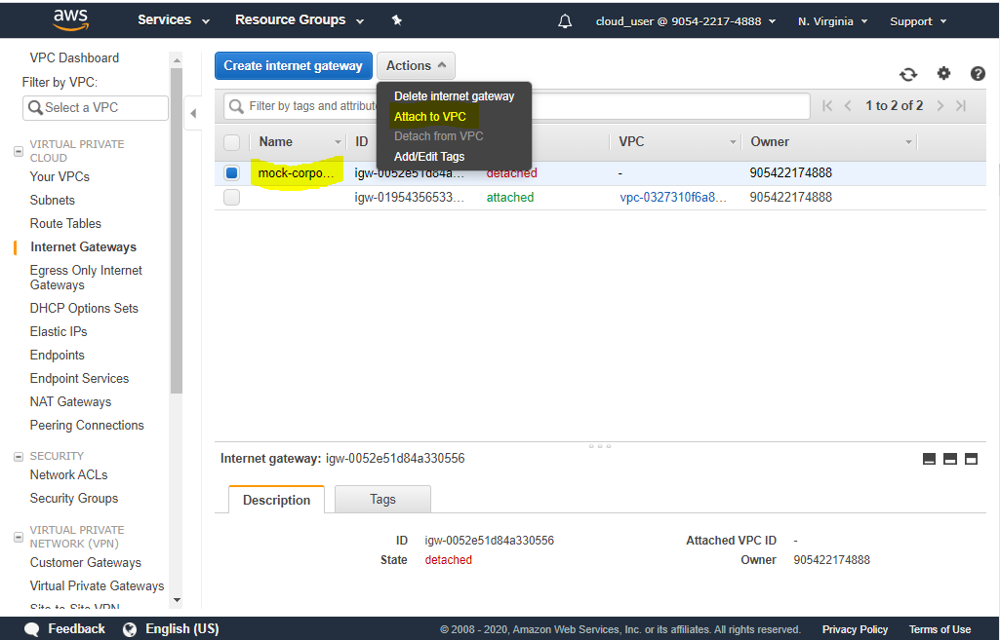 aws Services Resource Groups cloud_user @ 9054-2217-4888 N. Virginia Support
VPC Dashboard
Filter by VPC:
Select a VPC
VIRTUAL PRIVATE
CLOUD
Your VPCs
Subnets
Route Tables
Internet Gateways
Egress Only Internet
Gateways
DHCP Options Sets
Elastic IPs
Endpoints
Endpoint Services
NAT Gateways
Peering Connections
SECURITY
Network ACLs
Security Groups
VIRTUAL PRIVATE
NETWORK (VPN)
Customer Gateways
Virtual Private Gateways
Site-to-Site VPN
Create internet gateway Actions
Delete internet gateway
Attach to VPC
Detach from VPC
Add/Edit Tags
Filter by tags and attribute
1 to 2 of 2
Name ID VPC Owner
mock-corpo... igw-0052e51d84a... detached - 905422174888
igw-01954356533... attached vpc-0327310f6a8... 905422174888
Internet gateway: igw-0052e51d84a330556
Description Tags
ID igw-0052e51d84a330556 Attached VPC ID -
State detached Owner 905422174888
Feedback English (US) © 2008 - 2020, Amazon Web Services, Inc. or its affiliates. All rights reserved. Privacy Policy Terms of Use